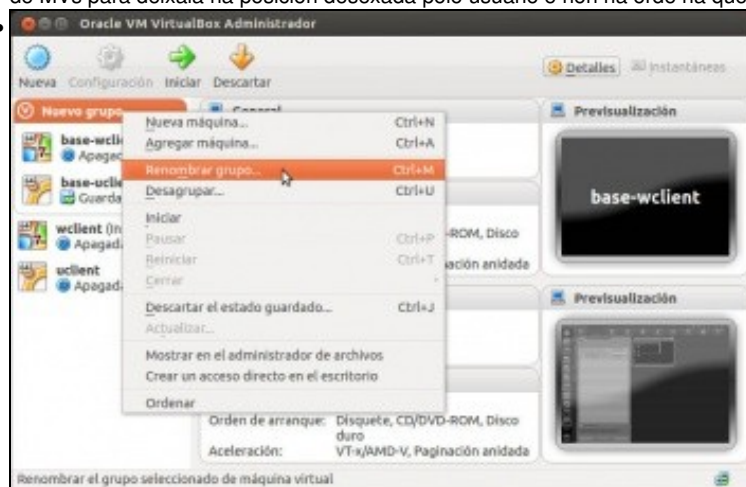 de MVs para deixala na posición desexada polo usuario e non na orde na que
Oracle VM VirtualBox Administrador
Nueva Configuración Iniciar Descartar
Detalles Instantáneas
Nuevo grupo
General
Previsualización
base-wcli
Apagad
base-uclie
Guarda
wclient (In
Apagad
uclient
Apagad
Nueva máquina... Ctrl+N
Agregar máquina... Ctrl+A
Renombrar grupo... Ctrl+M
Desagrupar... Ctrl+U
Iniciar
Pausar Ctrl+P
Reiniciar Ctrl+T
Cerrar
Descartar el estado guardado... Ctrl+J
Actualizar...
Mostrar en el administrador de archivos
Crear un acceso directo en el escritorio
Ordenar
-ROM, Disco
ación anidada
base-wclient
Previsualización
Orden de arranque: Disquete, CD/DVD-ROM, Disco
duro
Aceleración: VT-x/AMD-V, Paginación anidada
Renombrar el grupo seleccionado de máquina virtual